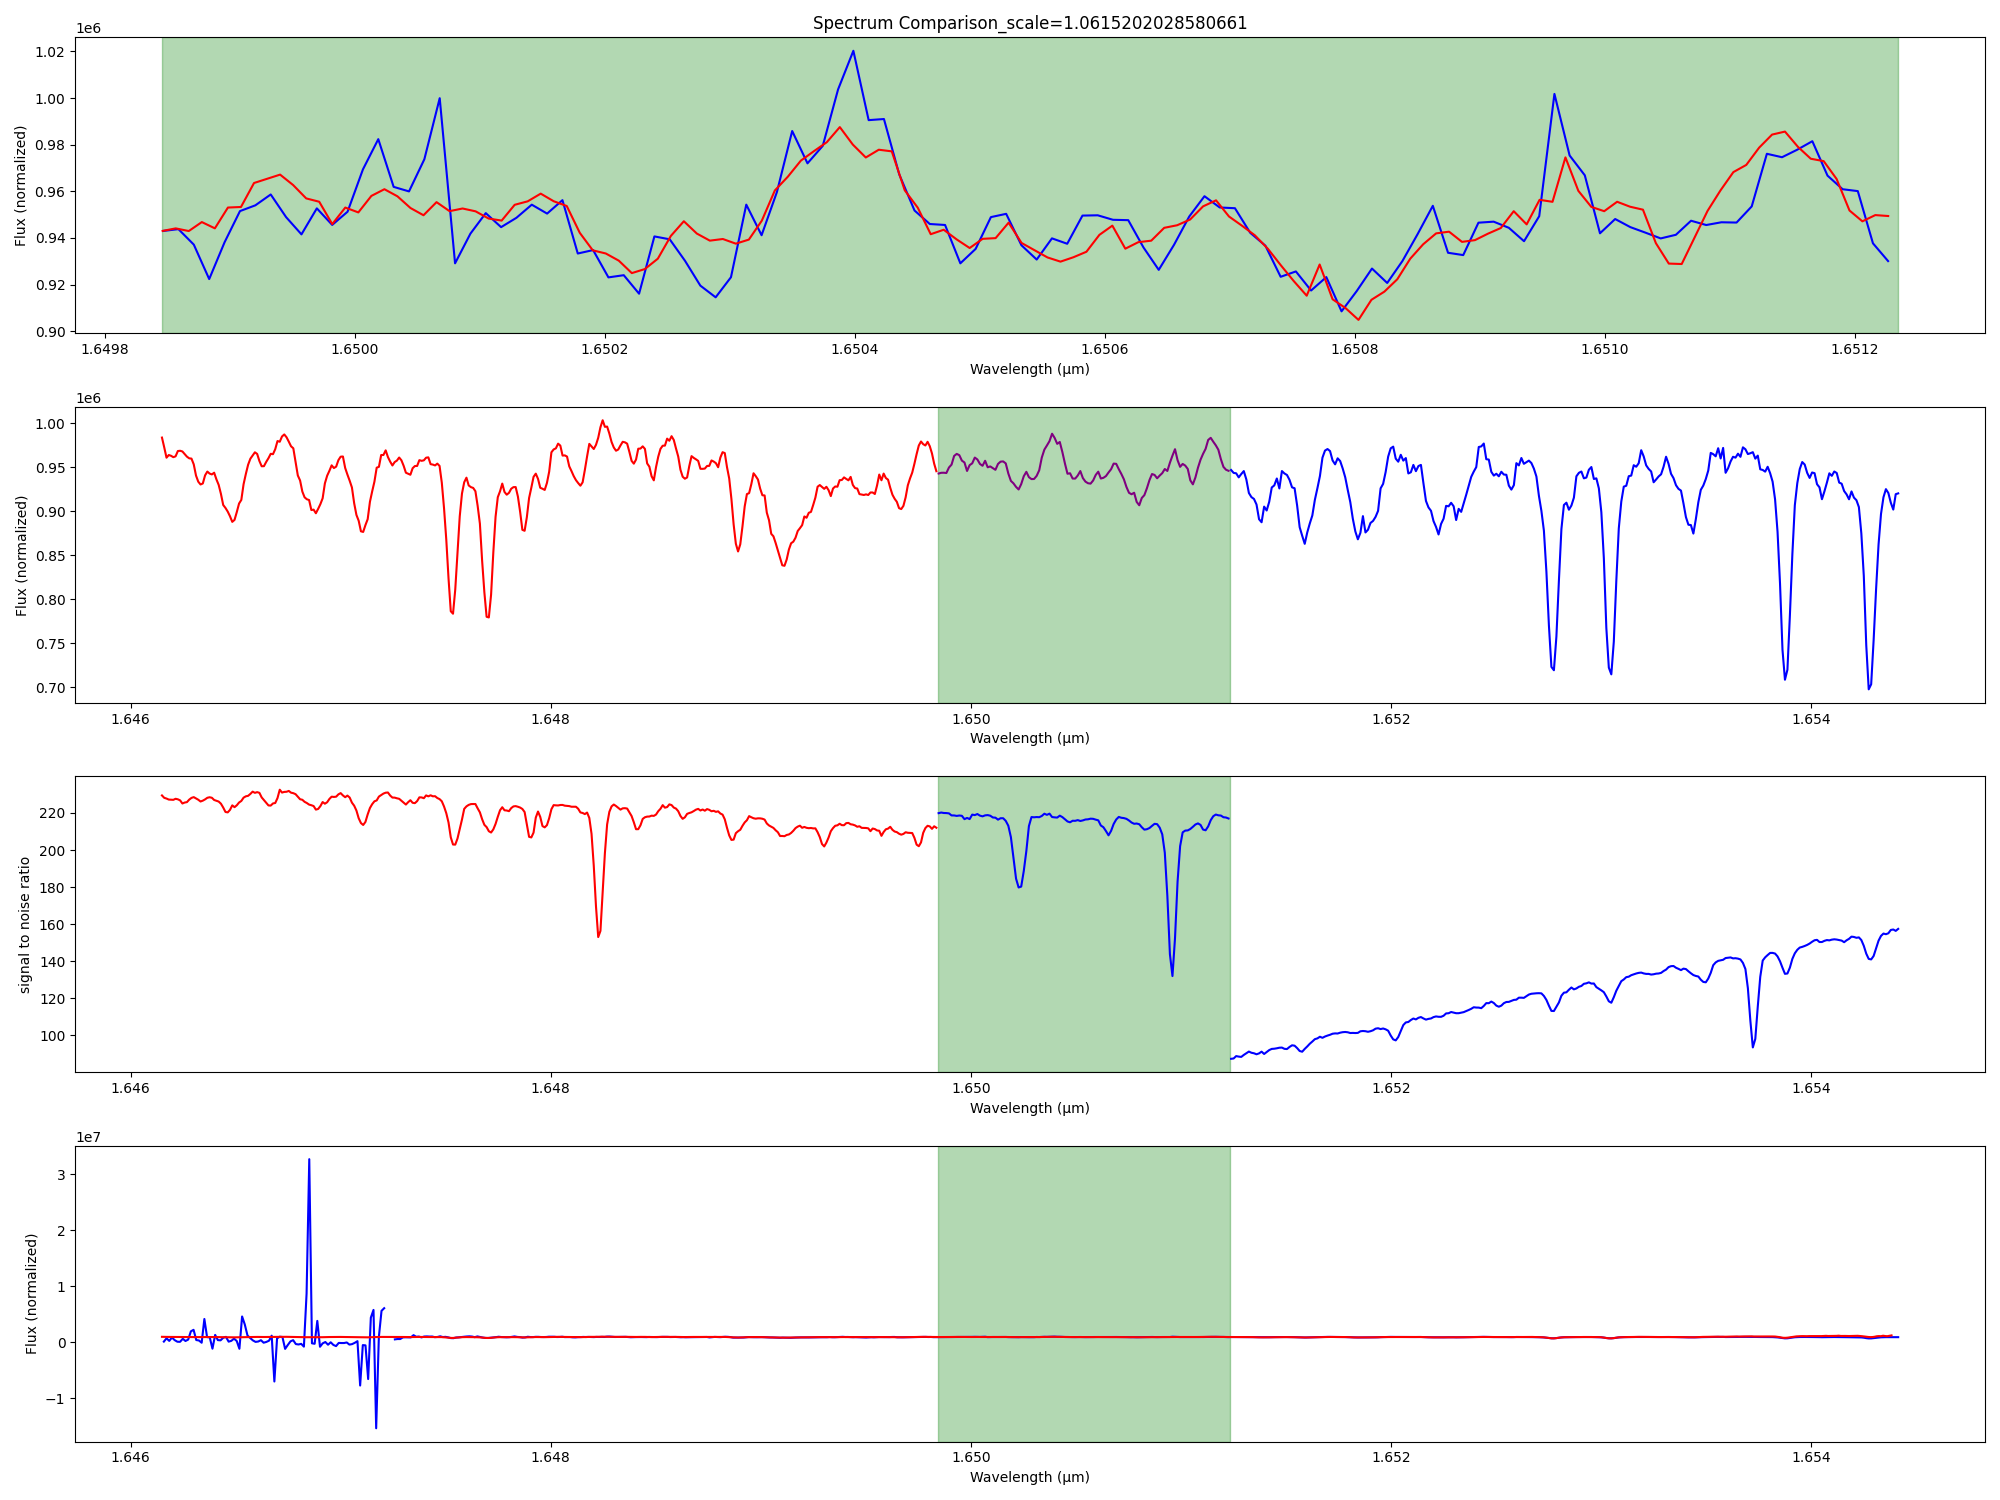 Spectrum Comparison_scale=1.0615202028580661
1e6
1.02
1.00
0.98
0.96
0.94
0.92
0.90
Flux (normalized)
1.6498 1.6500 1.6502 1.6504 1.6506 1.6508 1.6510 1.6512
Wavelength (μm)
1e6
1.00
0.95
0.90
0.85
0.80
0.75
0.70
Flux (normalized)
1.646 1.648 1.650 1.652 1.654
Wavelength (μm)
220
200
180
160
140
120
100
signal to noise ratio
1.646 1.648 1.650 1.652 1.654
Wavelength (μm)
1e7
3
2
1
0
−1
Flux (normalized)
1.646 1.648 1.650 1.652 1.654
Wavelength (μm)